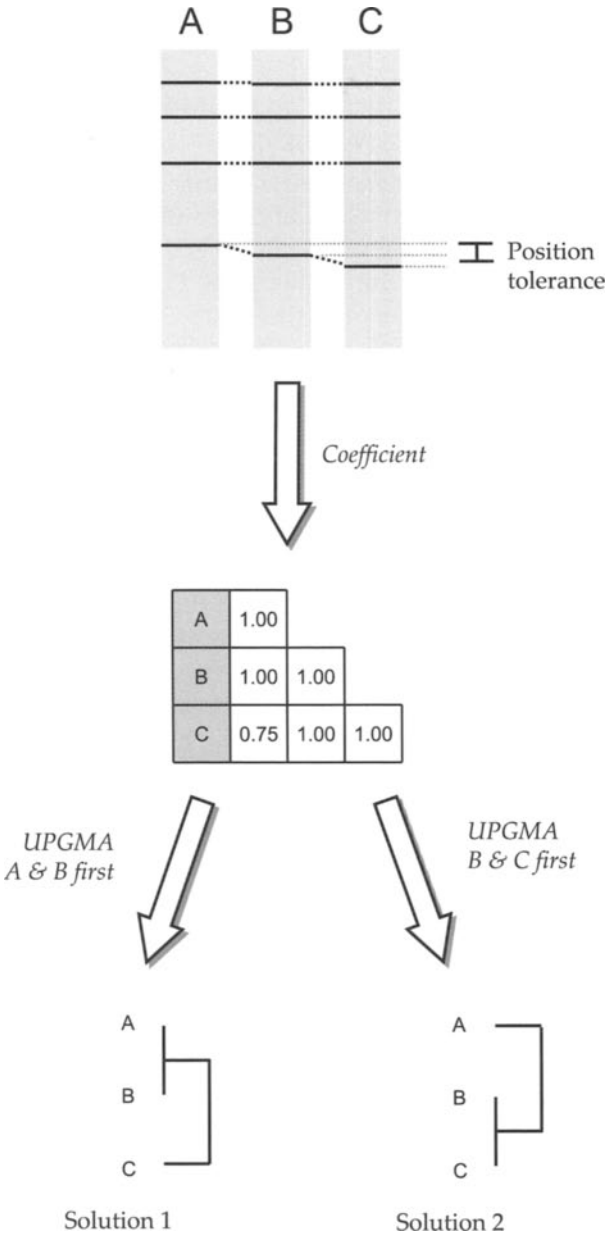 A B C
Position
tolerance
Coefficient
A 1.00
B 1.00 1.00
C 0.75 1.00 1.00
UPGMA
A & B first
UPGMA
B & C first
A
B
C
Solution 1
A
B
C
Solution 2